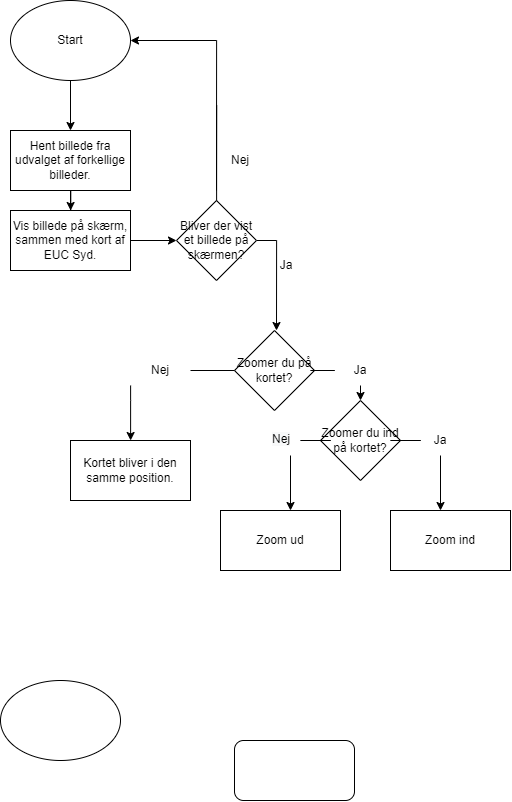 Start
Hent billede fra
udvalget af forkellige
billeder.
Nej
Vis billede på skærm,
sammen med kort af
EUC Syd.
Bliver der vist
et billede på
skærmen?
Ja
Zoomer du på
kortet?
Nej
Ja
Zoomer du ind
på kortet?
Nej
Ja
Kortet bliver i den
samme position.
Zoom ud
Zoom ind